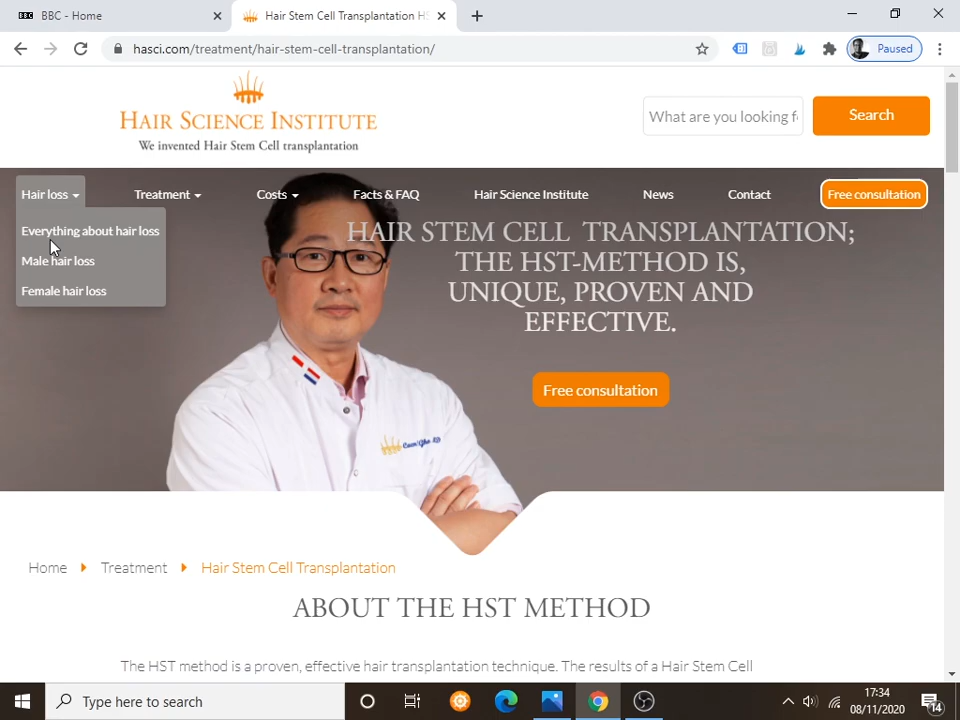 BBC BBC - Home
Hair Stem Cell Transplantation H
hasci.com/treatment/hair-stem-cell-transplantation/
Paused
HAIR SCIENCE INSTITUTE
We invented Hair Stem Cell transplantation
What are you looking f
Search
Hair loss
Treatment
Costs
Facts & FAQ
Hair Science Institute
News
Contact
Free consultation
Everything about hair loss
Male hair loss
Female hair loss
HAIR STEM CELL TRANSPLANTATION;
THE HST-METHOD IS,
UNIQUE, PROVEN AND
EFFECTIVE.
Free consultation
Home
Treatment
Hair Stem Cell Transplantation
ABOUT THE HST METHOD
The HST method is a proven, effective hair transplantation technique. The results of a Hair Stem Cell
Type here to search
17:34
08/11/2020
14